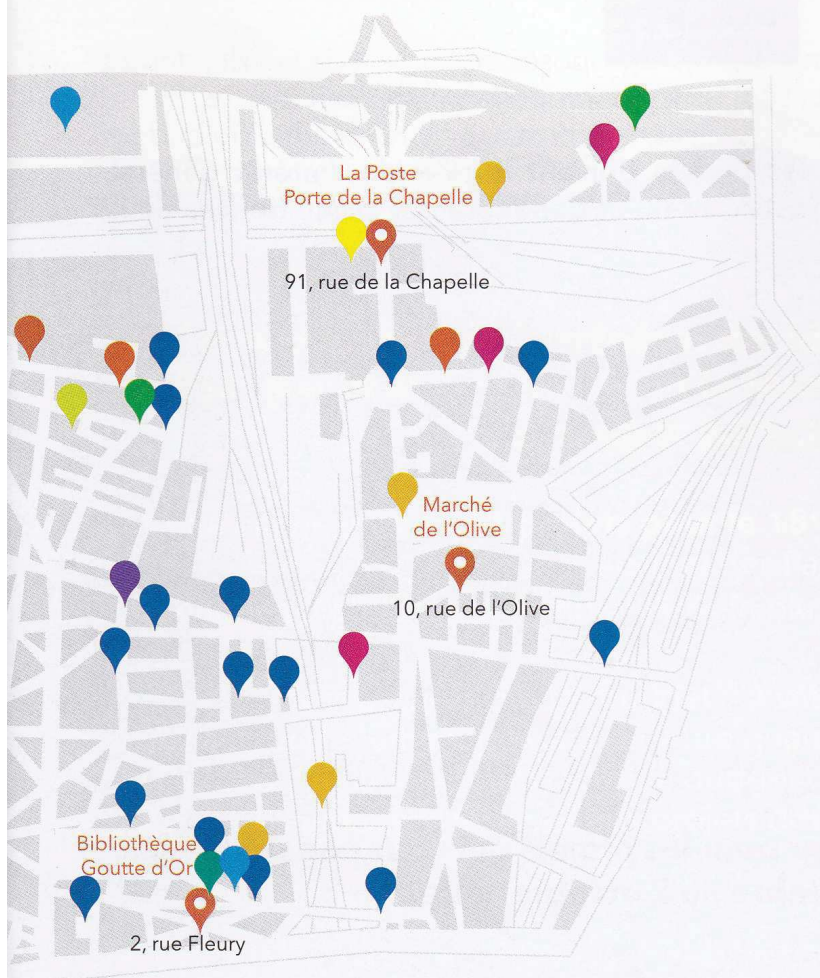 La Poste
Porte de la Chapelle
91, rue de la Chapelle
Marché
de l'Olive
10, rue de l'Olive
Bibliothèque
Goutte d'Or
2, rue Fleury